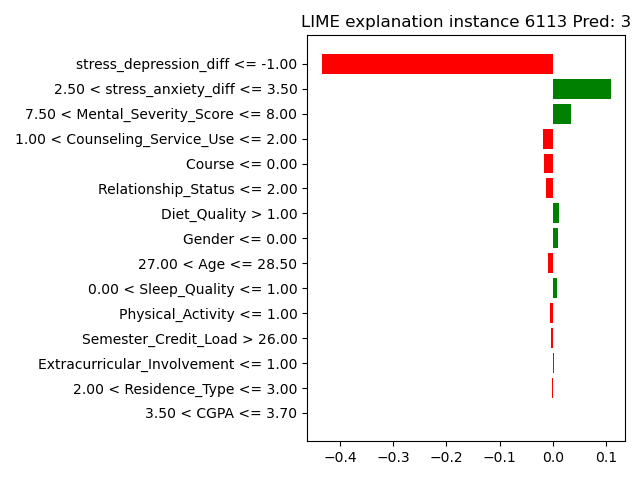 LIME explanation instance 6113 Pred: 3
stress_depression_diff <= -1.00
2.50 < stress_anxiety_diff <= 3.50
7.50 < Mental_Severity_Score <= 8.00
1.00 < Counseling_Service_Use <= 2.00
Course <= 0.00
Relationship_Status <= 2.00
Diet_Quality > 1.00
Gender <= 0.00
27.00 < Age <= 28.50
0.00 < Sleep_Quality <= 1.00
Physical_Activity <= 1.00
Semester_Credit_Load > 26.00
Extracurricular_Involvement <= 1.00
2.00 < Residence_Type <= 3.00
3.50 < CGPA <= 3.70
−0.4 −0.3 −0.2 −0.1 0.0 0.1